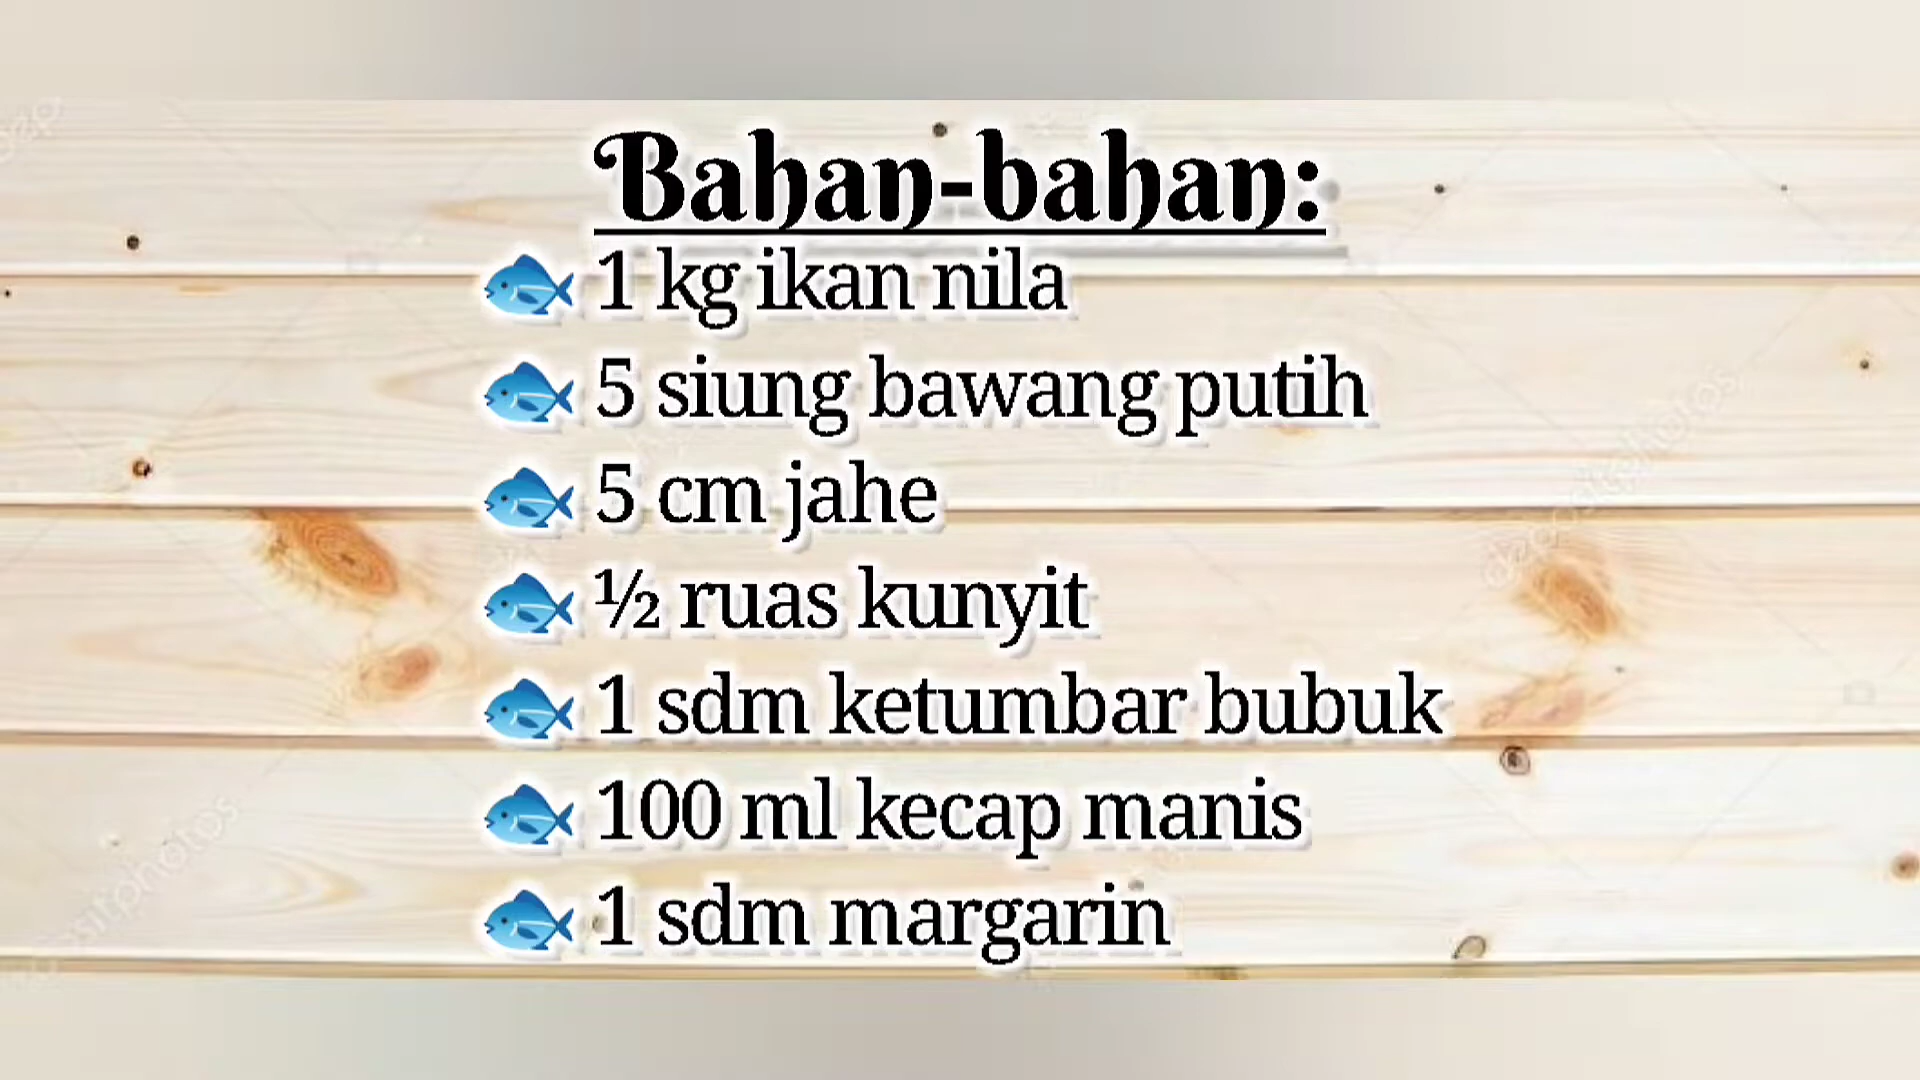 Bahan-bahan:
🐟 1 kg ikan nila
🐟 5 siung bawang putih
🐟 5 cm jahe
🐟 ½ ruas kunyit
🐟 1 sdm ketumbar bubuk
🐟 100 ml kecap manis
🐟 1 sdm margarin
depositphotos